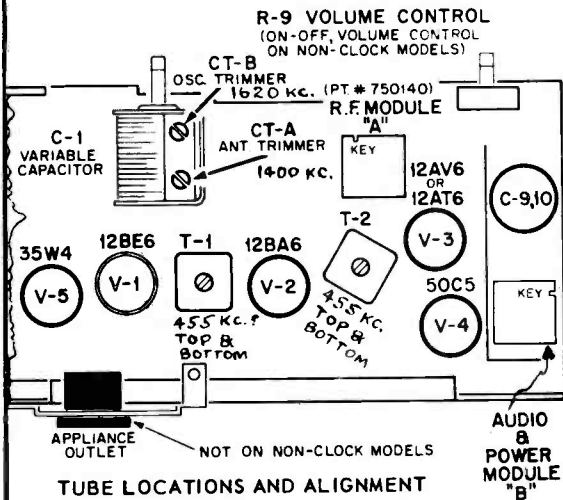 R-9 VOLUME CONTROL
(ON-OFF, VOLUME CONTROL
ON NON-CLOCK MODELS)
CT-B
OSC. TRIMMER
1620 KC.
(PT. # 750140)
R.F. MODULE
"A"
KEY
C-1
VARIABLE
CAPACITOR
CT-A
ANT TRIMMER
1400 KC.
12AV6
OR
12AT6
C-9,10
35W4
12BE6
T-1
12BA6
T-2
V-3
V-5
V-1
V-2
50C5
V-4
KEY
455 KC.?
TOP &
BOTTOM
455 KC.
TOP &
BOTTOM
APPLIANCE
OUTLET
NOT ON NON-CLOCK MODELS
AUDIO
&
POWER
MODULE
"B"
TUBE LOCATIONS AND ALIGNMENT